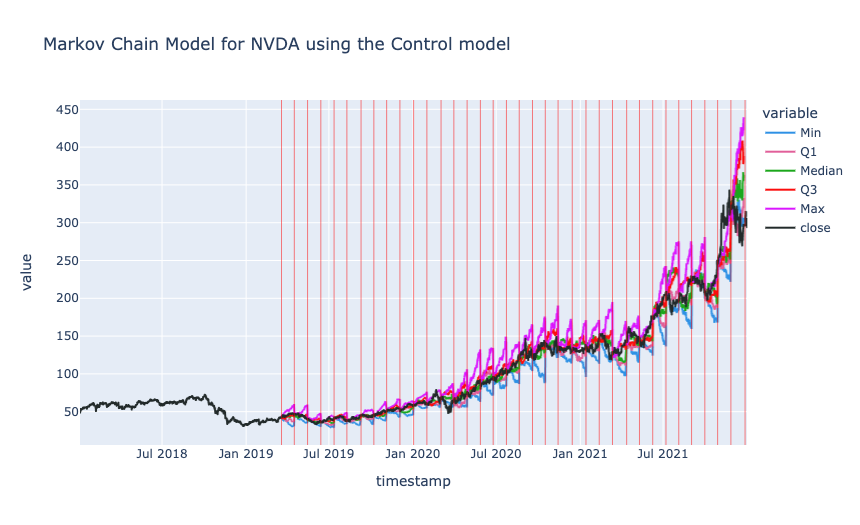 Markov Chain Model for NVDA using the Control model
450
400
350
300
250
200
150
100
50
value
Jul 2018
Jan 2019
Jul 2019
Jan 2020
Jul 2020
Jan 2021
Jul 2021
timestamp
variable
Min
Q1
Median
Q3
Max
close